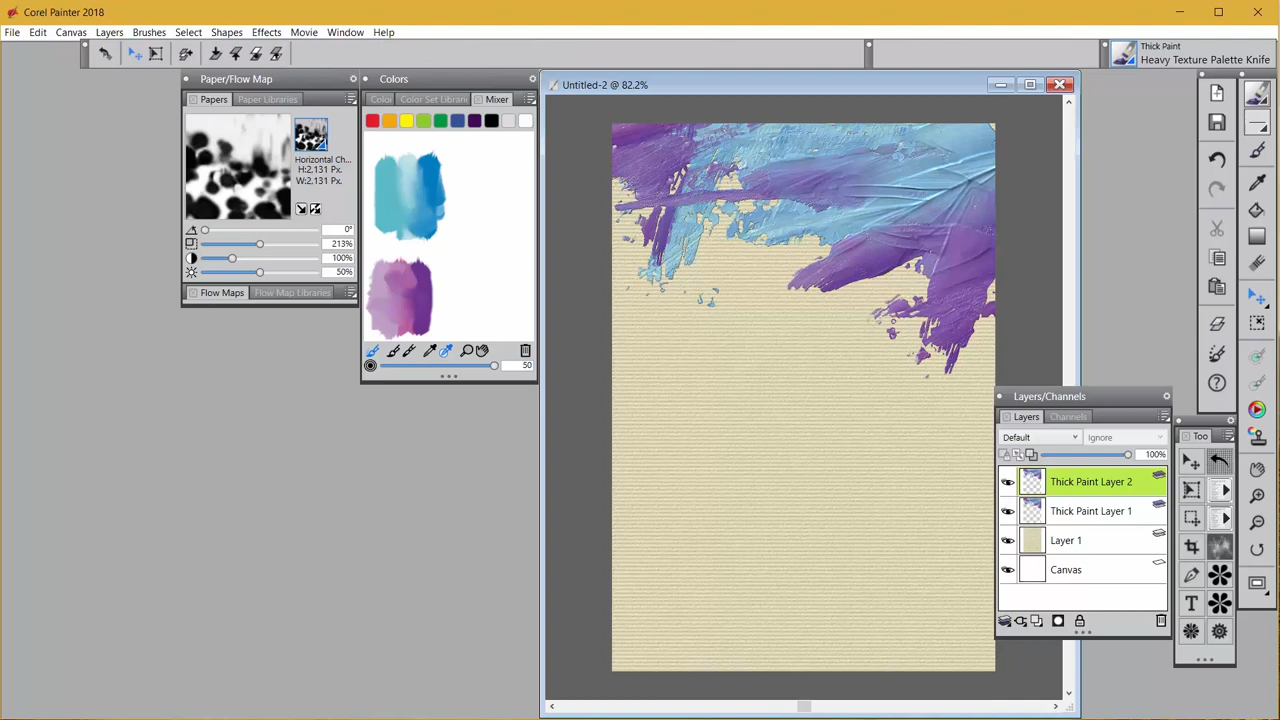 Corel Painter 2018
File Edit Canvas Layers Brushes Select Shapes Effects Movie Window Help
Thick Paint
Heavy Texture Palette Knife
Paper/Flow Map
Papers Paper Libraries
Horizontal Ch...
H:2,131 Px.
W:2,131 Px.
0°
213%
100%
50%
Flow Maps Flow Map Libraries
Colors
Color Color Set Librari Mixer
50
Untitled-2 @ 82.2%
Layers/Channels
Layers Channels
Default Ignore
100%
Thick Paint Layer 2
Thick Paint Layer 1
Layer 1
Canvas
Too
T